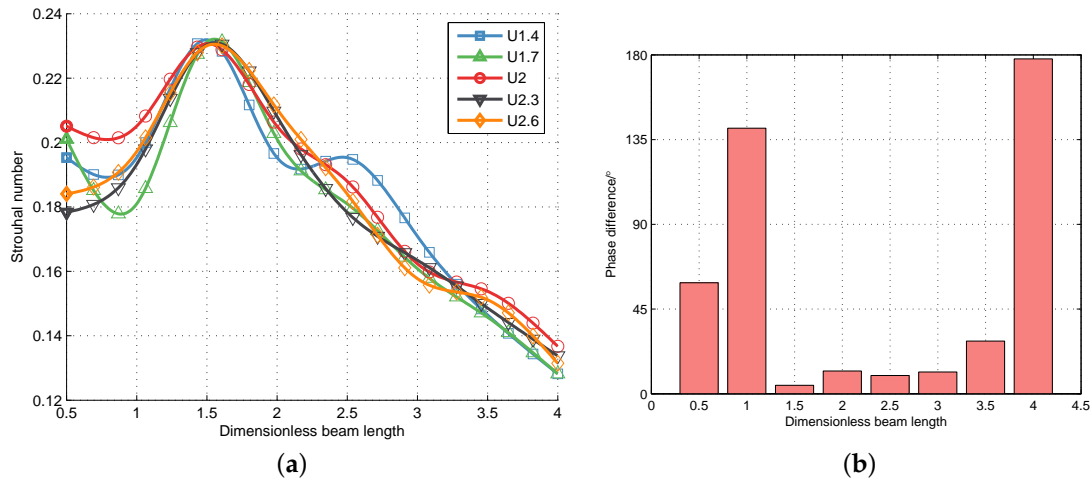 0.24
0.22
0.2
0.18
0.16
0.14
0.12
Strouhal number
0.5 1 1.5 2 2.5 3 3.5 4
Dimensionless beam length
U1.4
U1.7
U2
U2.3
U2.6
(a)
180
135
90
45
0
Phase difference/°
0 0.5 1 1.5 2 2.5 3 3.5 4 4.5
Dimensionless beam length
(b)